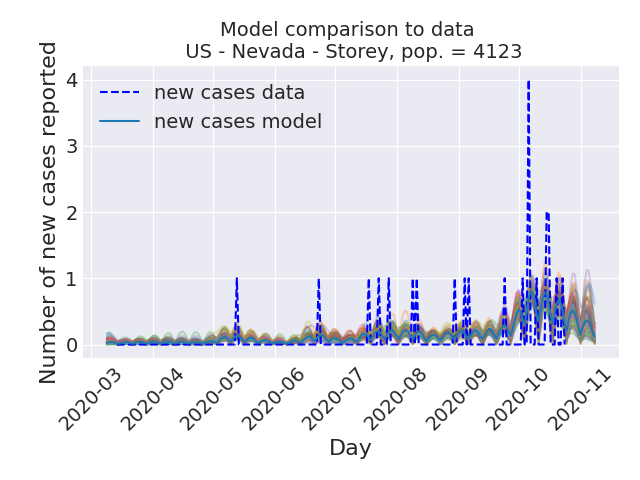 Model comparison to data
US - Nevada - Storey, pop. = 4123
Number of new cases reported
4
3
2
1
0
new cases data
new cases model
2020-03
2020-04
2020-05
2020-06
2020-07
2020-08
2020-09
2020-10
2020-11
Day